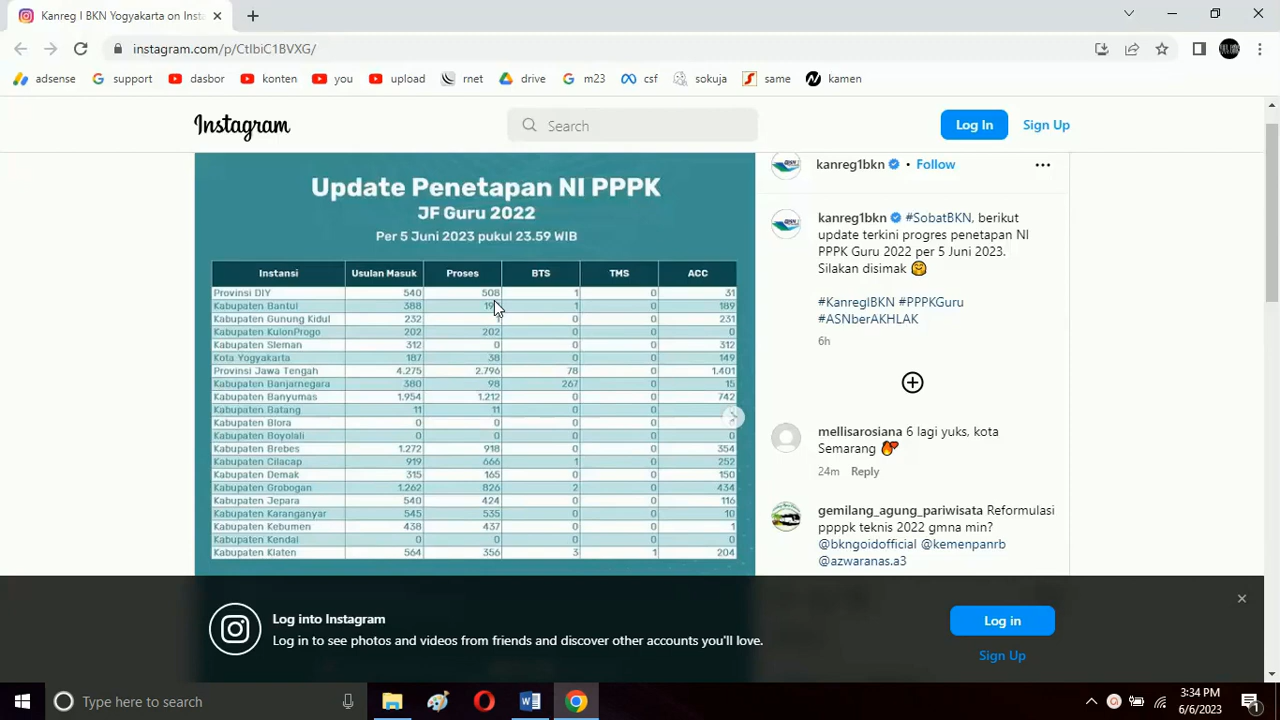 Kanreg I BKN Yogyakarta on Insta
instagram.com/p/CtIbiC1BVXG/
adsense support dasbor konten you upload rnet drive m23 csf sokuja same kamen
Instagram
Search
Log In
Sign Up
Update Penetapan NI PPPK
JF Guru 2022
Per 5 Juni 2023 pukul 23.59 WIB
Instansi Usulan Masuk Proses BTS TMS ACC
Provinsi DIY 540 508 1 0 31
Kabupaten Bantul 388 1 0 189
Kabupaten Gunung Kidul 232 1 0 0 231
Kabupaten KulonProgo 202 202 0 0 0
Kabupaten Sleman 312 0 0 0 312
Kota Yogyakarta 187 38 0 0 149
Provinsi Jawa Tengah 4.275 2.796 78 0 1.401
Kabupaten Banjarnegara 380 98 267 0 15
Kabupaten Banyumas 1.954 1.212 0 0 742
Kabupaten Batang 11 11 0 0 0
Kabupaten Blora 0 0 0 0 0
Kabupaten Boyolali 0 0 0 0 0
Kabupaten Brebes 1.272 918 0 0 354
Kabupaten Cilacap 919 666 1 0 252
Kabupaten Demak 315 165 0 0 150
Kabupaten Grobogan 1.262 826 2 0 434
Kabupaten Jepara 540 424 0 0 116
Kabupaten Karanganyar 545 535 0 0 10
Kabupaten Kebumen 438 437 0 0 1
Kabupaten Kendal 0 0 0 0 0
Kabupaten Klaten 564 356 3 1 204
kanreg1bkn • Follow
kanreg1bkn #SobatBKN, berikut
update terkini progres penetapan NI
PPPK Guru 2022 per 5 Juni 2023.
Silakan disimak 🤗
#KanregIBKN #PPPKGuru
#ASNberAKHLAK
6h
mellisarosiana 6 lagi yuks, kota
Semarang
24m Reply
gemilang_agung_pariwisata Reformulasi
ppppk teknis 2022 gmna min?
@bkngoidofficial @kemenpanrb
@azwaranas.a3
Log into Instagram
Log in to see photos and videos from friends and discover other accounts you'll love.
Log in
Sign Up
Type here to search
3:34 PM
6/6/2023
1